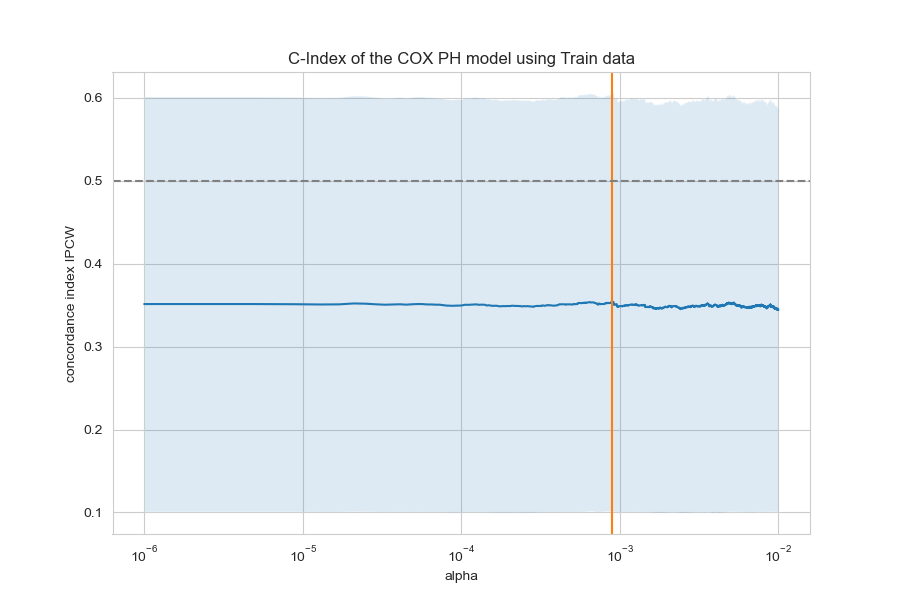 C-Index of the COX PH model using Train data
concordance index IPCW
0.6
0.5
0.4
0.3
0.2
0.1
10⁻⁶ 10⁻⁵ 10⁻⁴ 10⁻³ 10⁻²
alpha